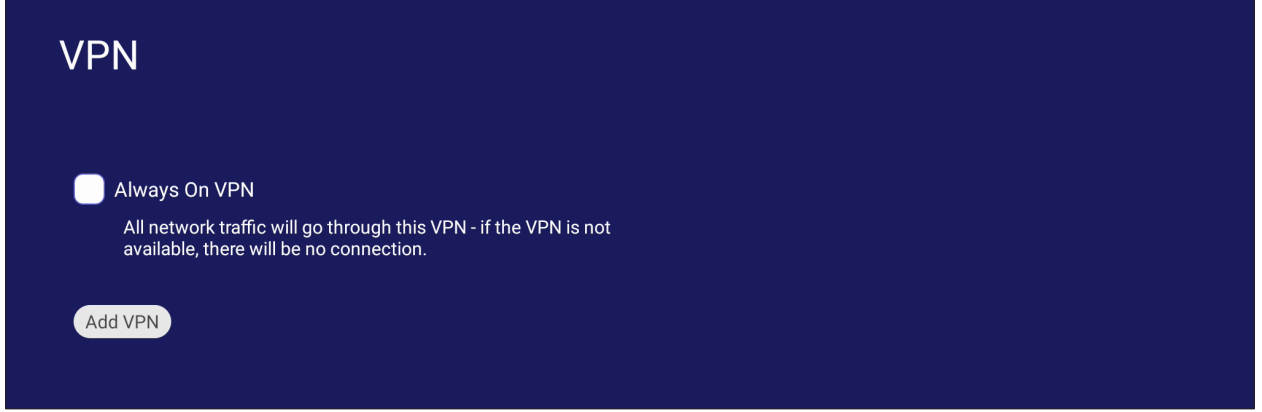 VPN
Always On VPN
All network traffic will go through this VPN - if the VPN is not
available, there will be no connection.
Add VPN